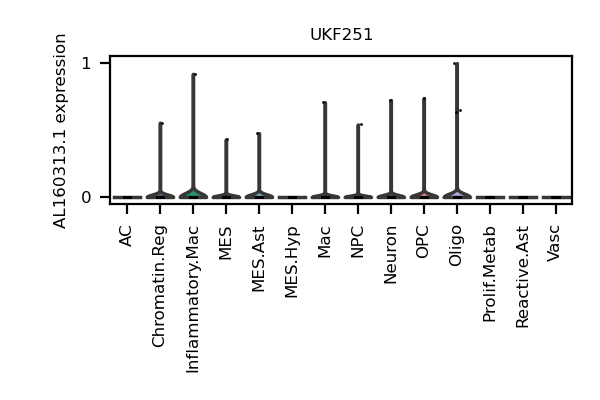 UKF251
AL160313.1 expression
1
0
AC
Chromatin.Reg
Inflammatory.Mac
MES
MES.Ast
MES.Hyp
Mac
NPC
Neuron
OPC
Oligo
Prolif.Metab
Reactive.Ast
Vasc